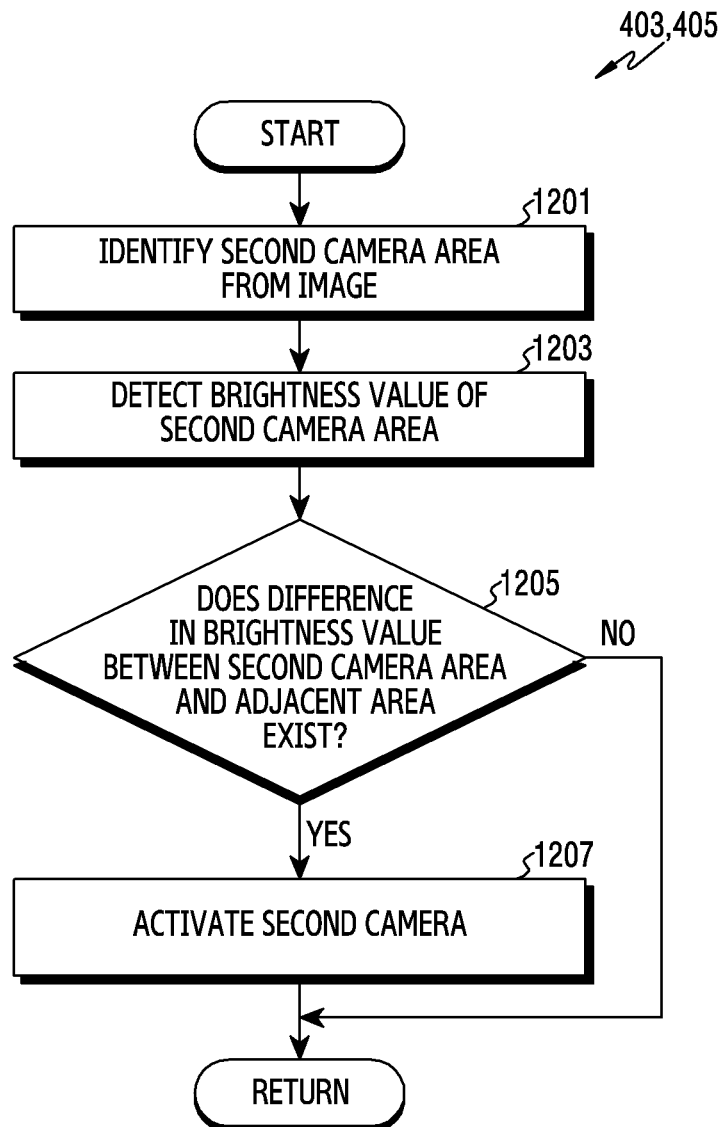 403,405
START
1201
IDENTIFY SECOND CAMERA AREA
FROM IMAGE
1203
DETECT BRIGHTNESS VALUE OF
SECOND CAMERA AREA
1205
DOES DIFFERENCE
IN BRIGHTNESS VALUE
BETWEEN SECOND CAMERA AREA
AND ADJACENT AREA
EXIST?
NO
YES
1207
ACTIVATE SECOND CAMERA
RETURN